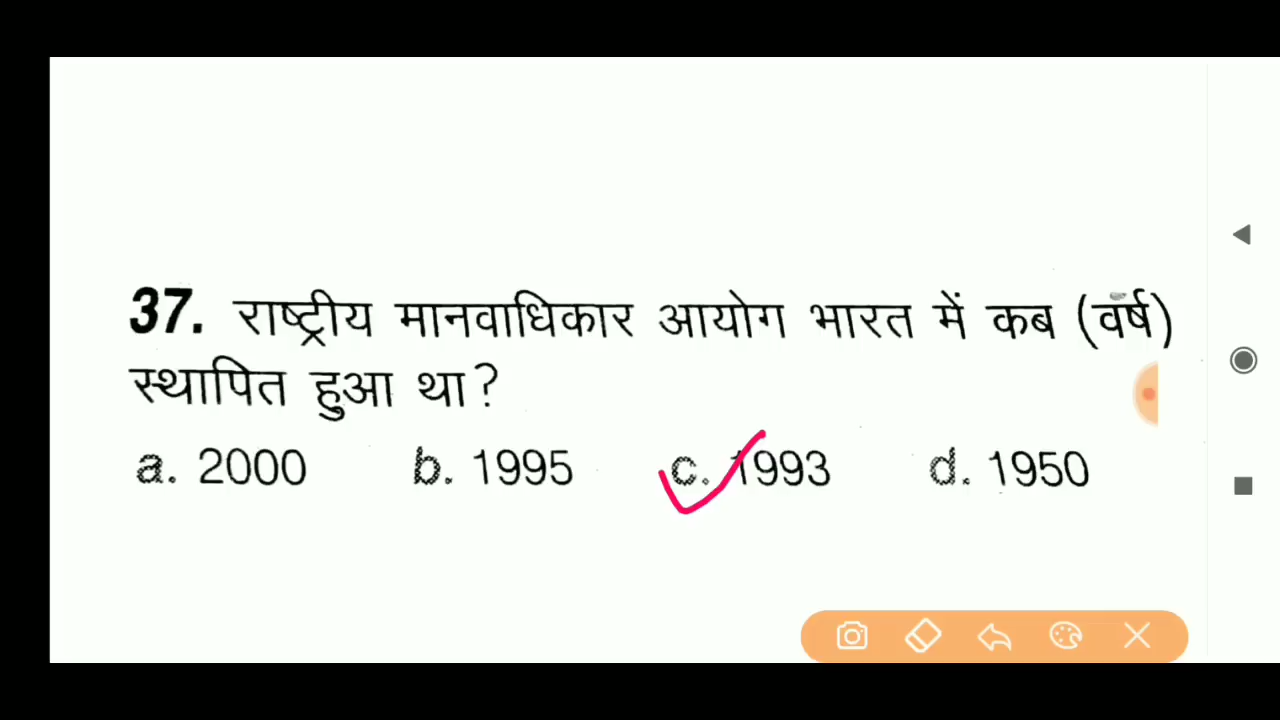 37. राष्ट्रीय मानवाधिकार आयोग भारत में कब (वर्ष)
स्थापित हुआ था?
a. 2000 b. 1995 c. 1993 d. 1950